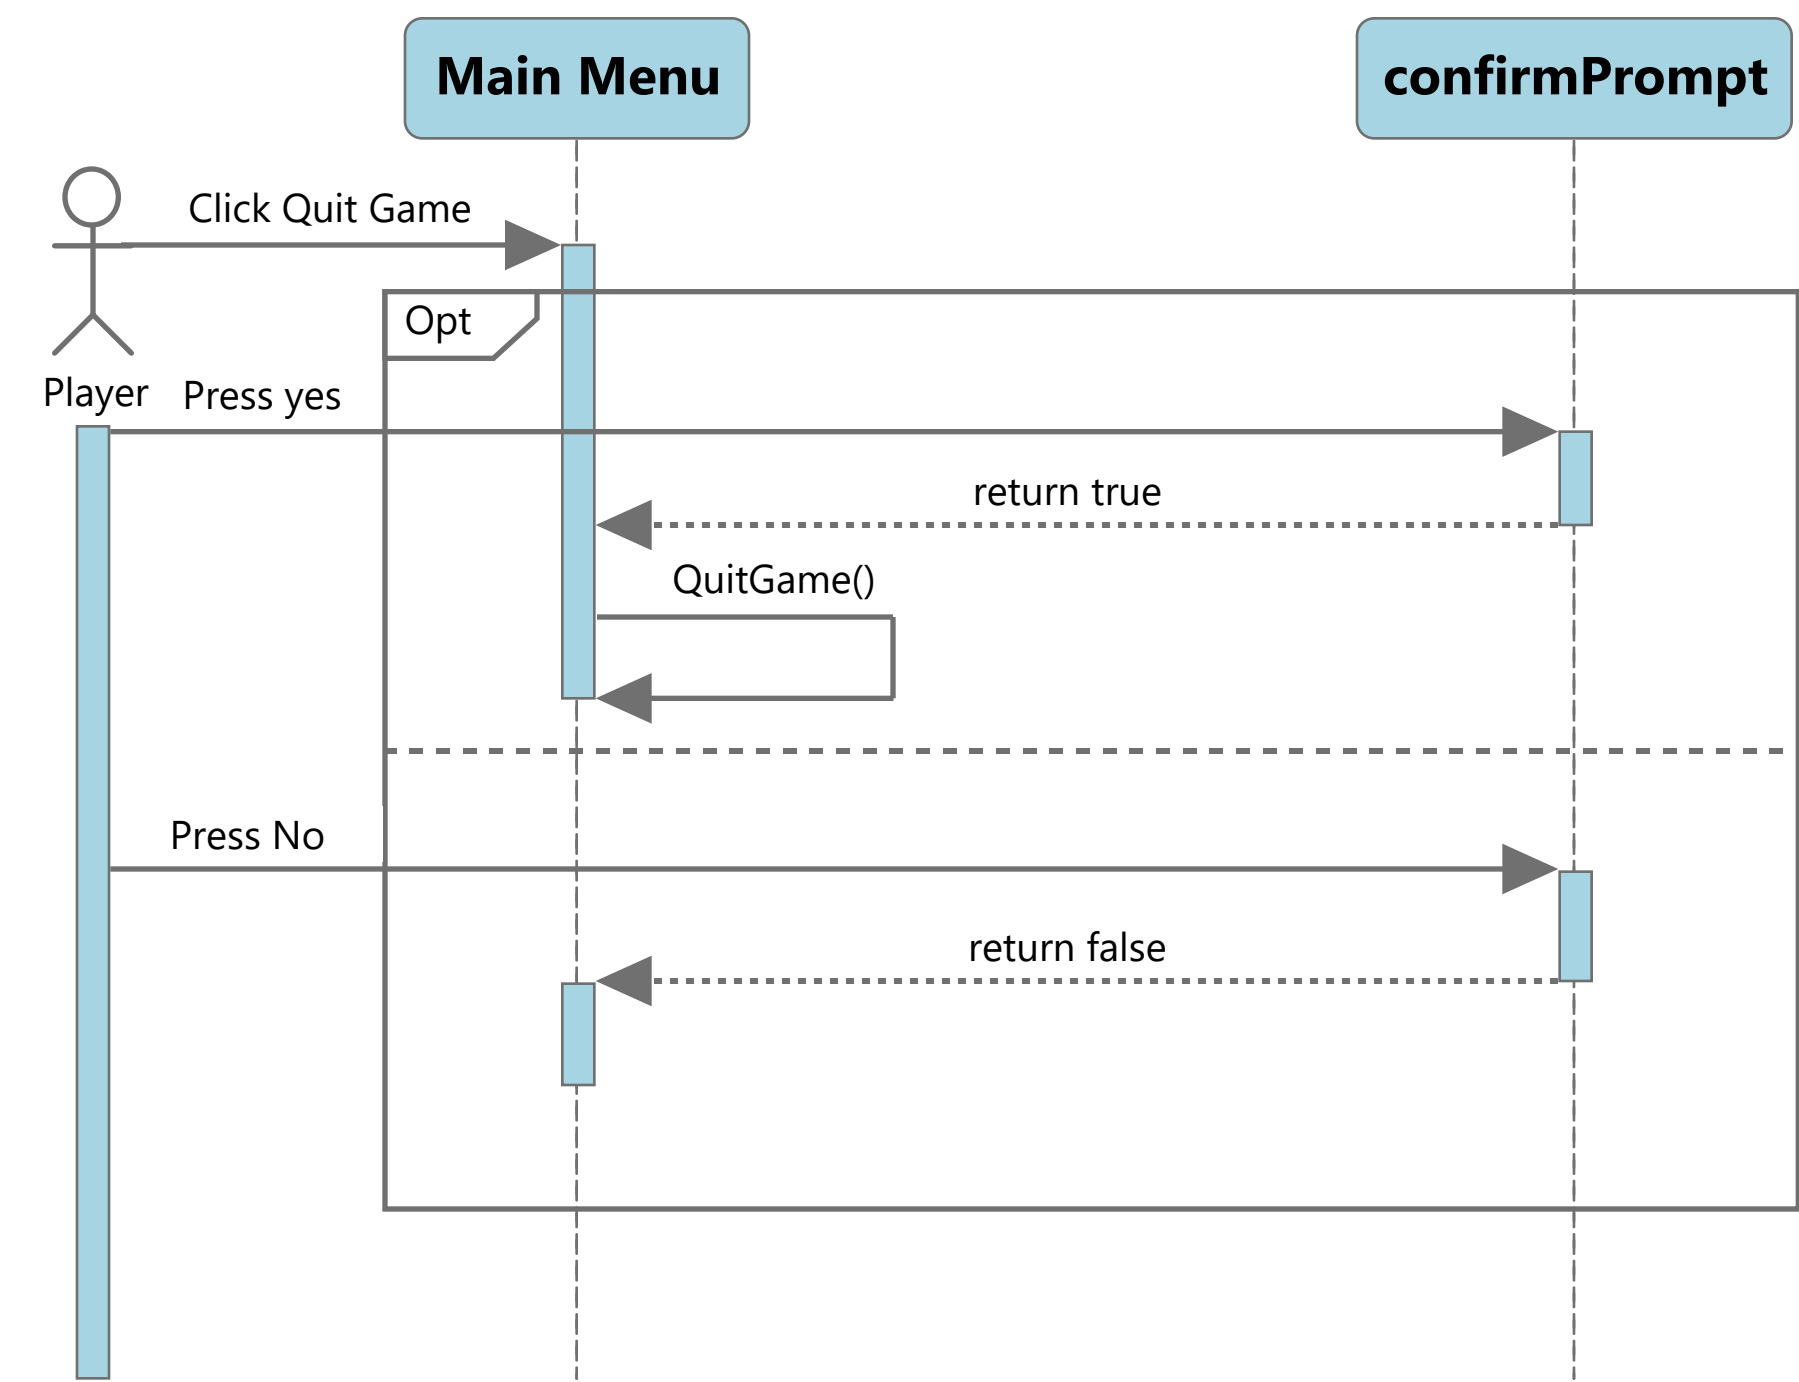 Main Menu
confirmPrompt
Click Quit Game
Opt
Player
Press yes
return true
QuitGame()
Press No
return false